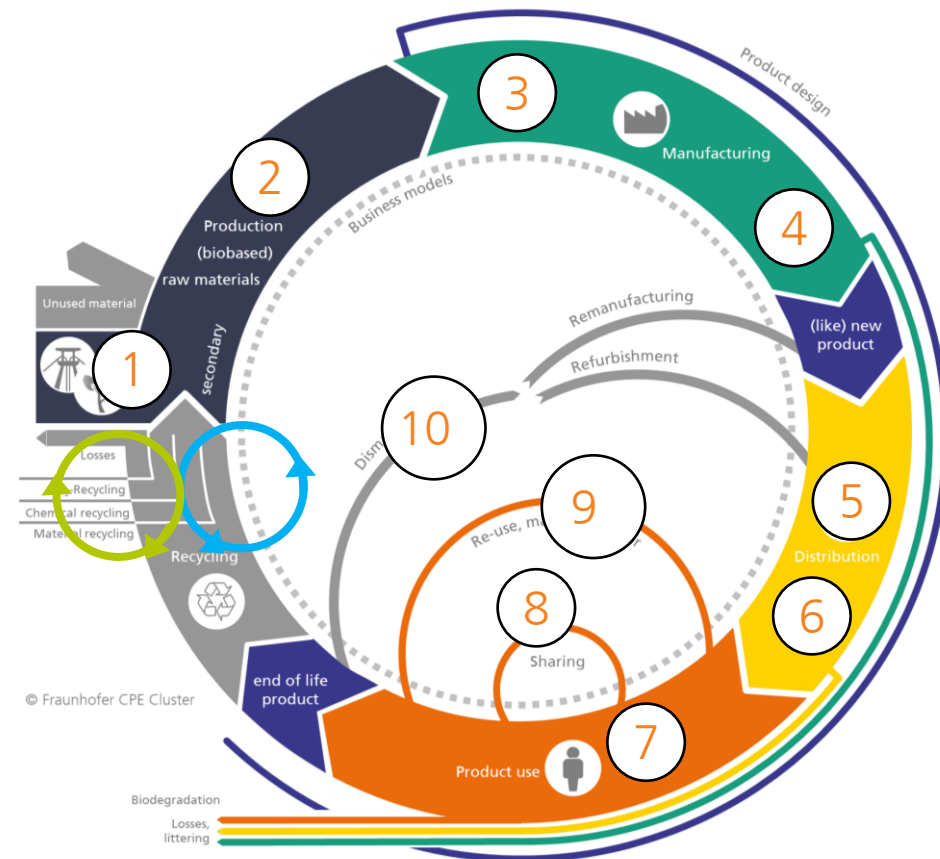 Product design
3
Manufacturing
2
Business models
4
Production
(biobased)
raw materials
Unused material
Remanufacturing
(like) new
product
Refurbishment
secondary
1
10
Losses
Recycling
Chemical recycling
Material recycling
Re-use,
9
5
Distribution
Recycling
8
6
Sharing
end of life
product
© Fraunhofer CPE Cluster
7
Product use
Biodegradation
Losses,
littering